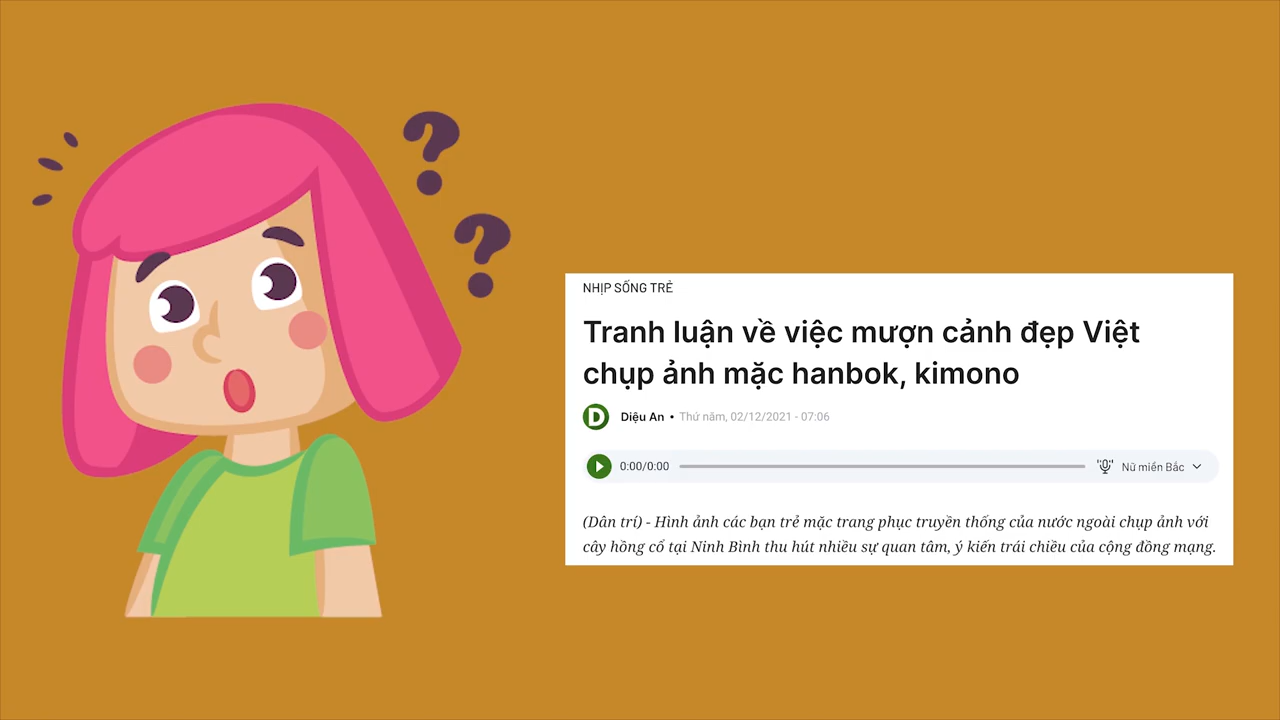 ? 
?
NHỊP SỐNG TRẺ
Tranh luận về việc mượn cảnh đẹp Việt
chụp ảnh mặc hanbok, kimono
D Diệu An • Thứ năm, 02/12/2021 - 07:06
0:00/0:00 Nữ miền Bắc
(Dân trí) - Hình ảnh các bạn trẻ mặc trang phục truyền thống của nước ngoài chụp ảnh với
cây hồng cổ tại Ninh Bình thu hút nhiều sự quan tâm, ý kiến trái chiều của cộng đồng mạng.